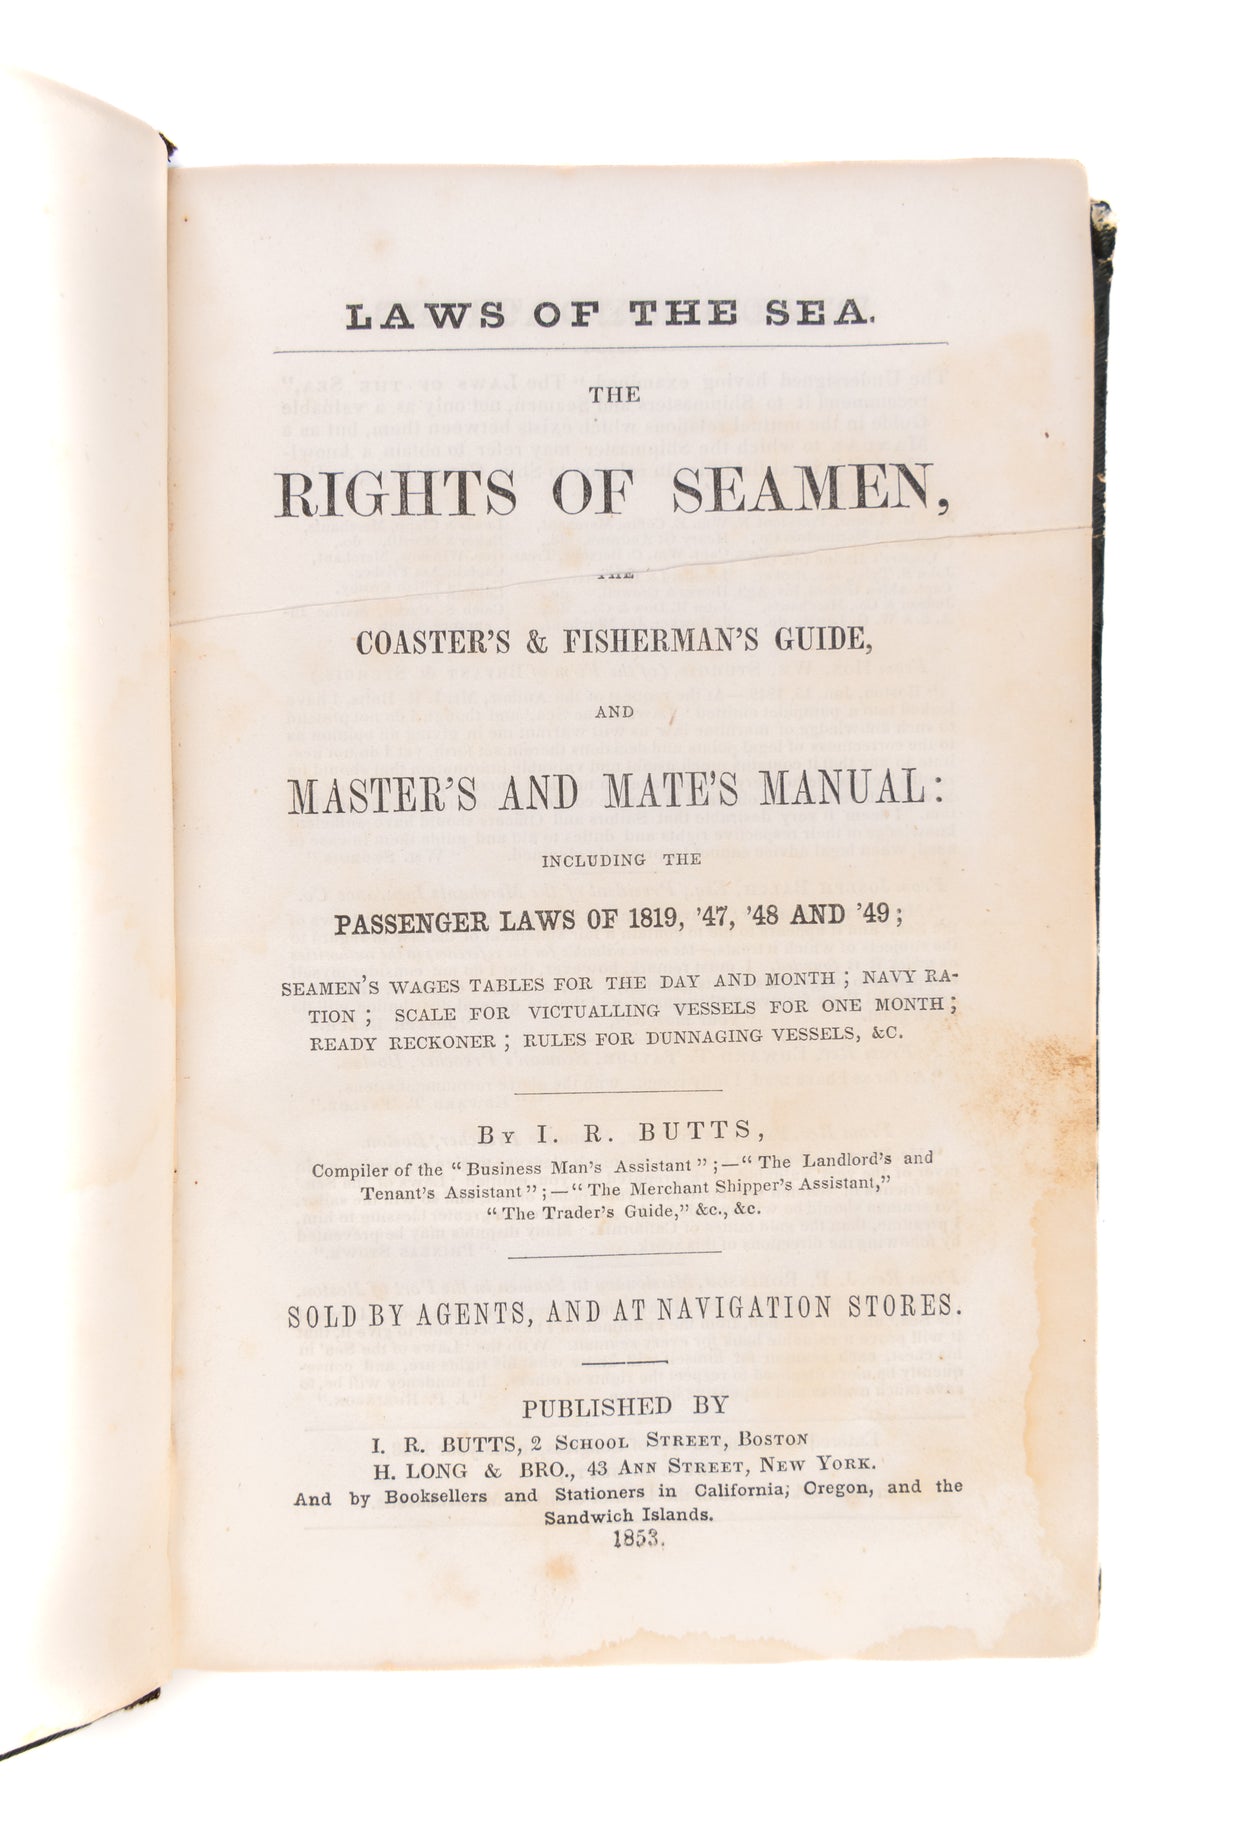 LAWS OF THE SEA.
THE
RIGHTS OF SEAMEN,
THE
COASTER'S & FISHERMAN'S GUIDE,
AND
MASTER'S AND MATE'S MANUAL:
INCLUDING THE
PASSENGER LAWS OF 1819, '47, '48 AND '49;
SEAMEN'S WAGES TABLES FOR THE DAY AND MONTH; NAVY RA-
TION; SCALE FOR VICTUALLING VESSELS FOR ONE MONTH;
READY RECKONER; RULES FOR DUNNAGING VESSELS, &C.
BY I. R. BUTTS,
Compiler of the "Business Man's Assistant";—"The Landlord's and
Tenant's Assistant";—"The Merchant Shipper's Assistant,"
"The Trader's Guide," &c., &c.
SOLD BY AGENTS, AND AT NAVIGATION STORES.
PUBLISHED BY
I. R. BUTTS, 2 SCHOOL STREET, BOSTON
H. LONG & BRO., 43 ANN STREET, NEW YORK.
And by Booksellers and Stationers in California; Oregon, and the
Sandwich Islands.
1853.